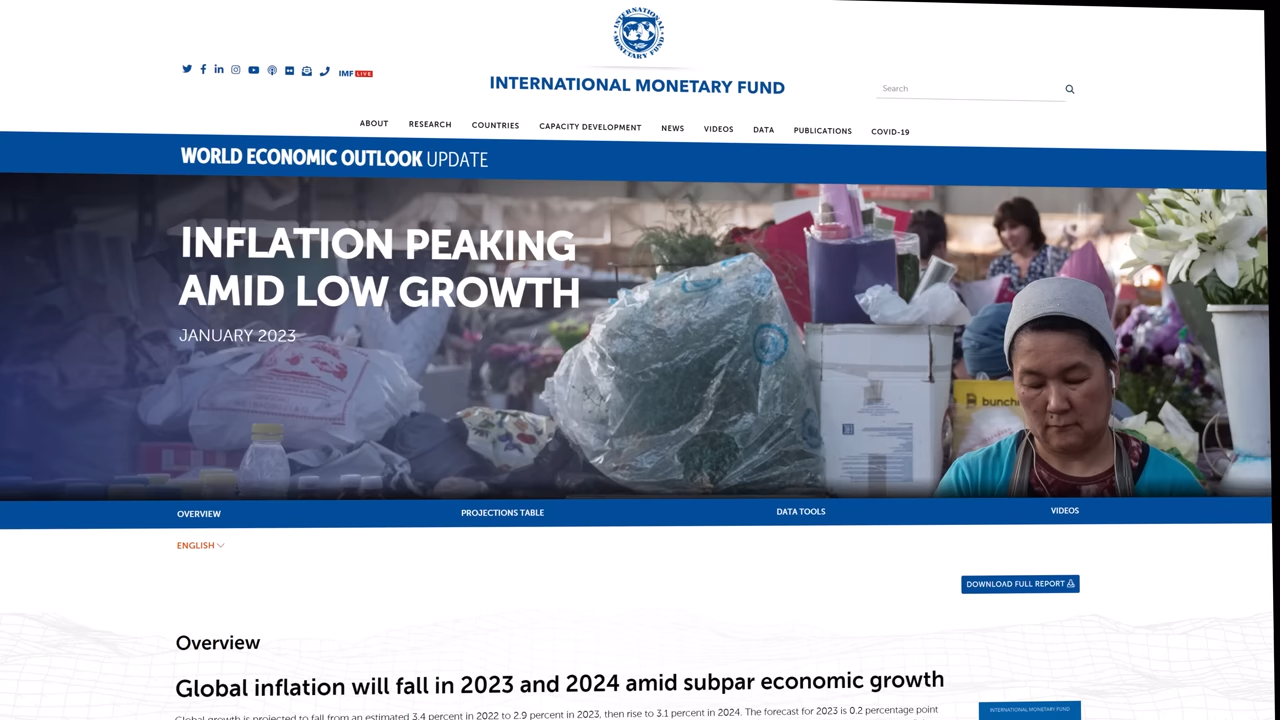 INTERNATIONAL
MONETARY FUND
IMF LIVE
INTERNATIONAL MONETARY FUND
Search
ABOUT RESEARCH COUNTRIES CAPACITY DEVELOPMENT NEWS VIDEOS DATA PUBLICATIONS COVID-19
WORLD ECONOMIC OUTLOOK UPDATE
INFLATION PEAKING
AMID LOW GROWTH
JANUARY 2023
bunch
OVERVIEW PROJECTIONS TABLE DATA TOOLS VIDEOS
ENGLISH
DOWNLOAD FULL REPORT
Overview
Global inflation will fall in 2023 and 2024 amid subpar economic growth
Global growth is projected to fall from an estimated 3.4 percent in 2022 to 2.9 percent in 2023, then rise to 3.1 percent in 2024. The forecast for 2023 is 0.2 percentage point
INTERNATIONAL MONETARY FUND